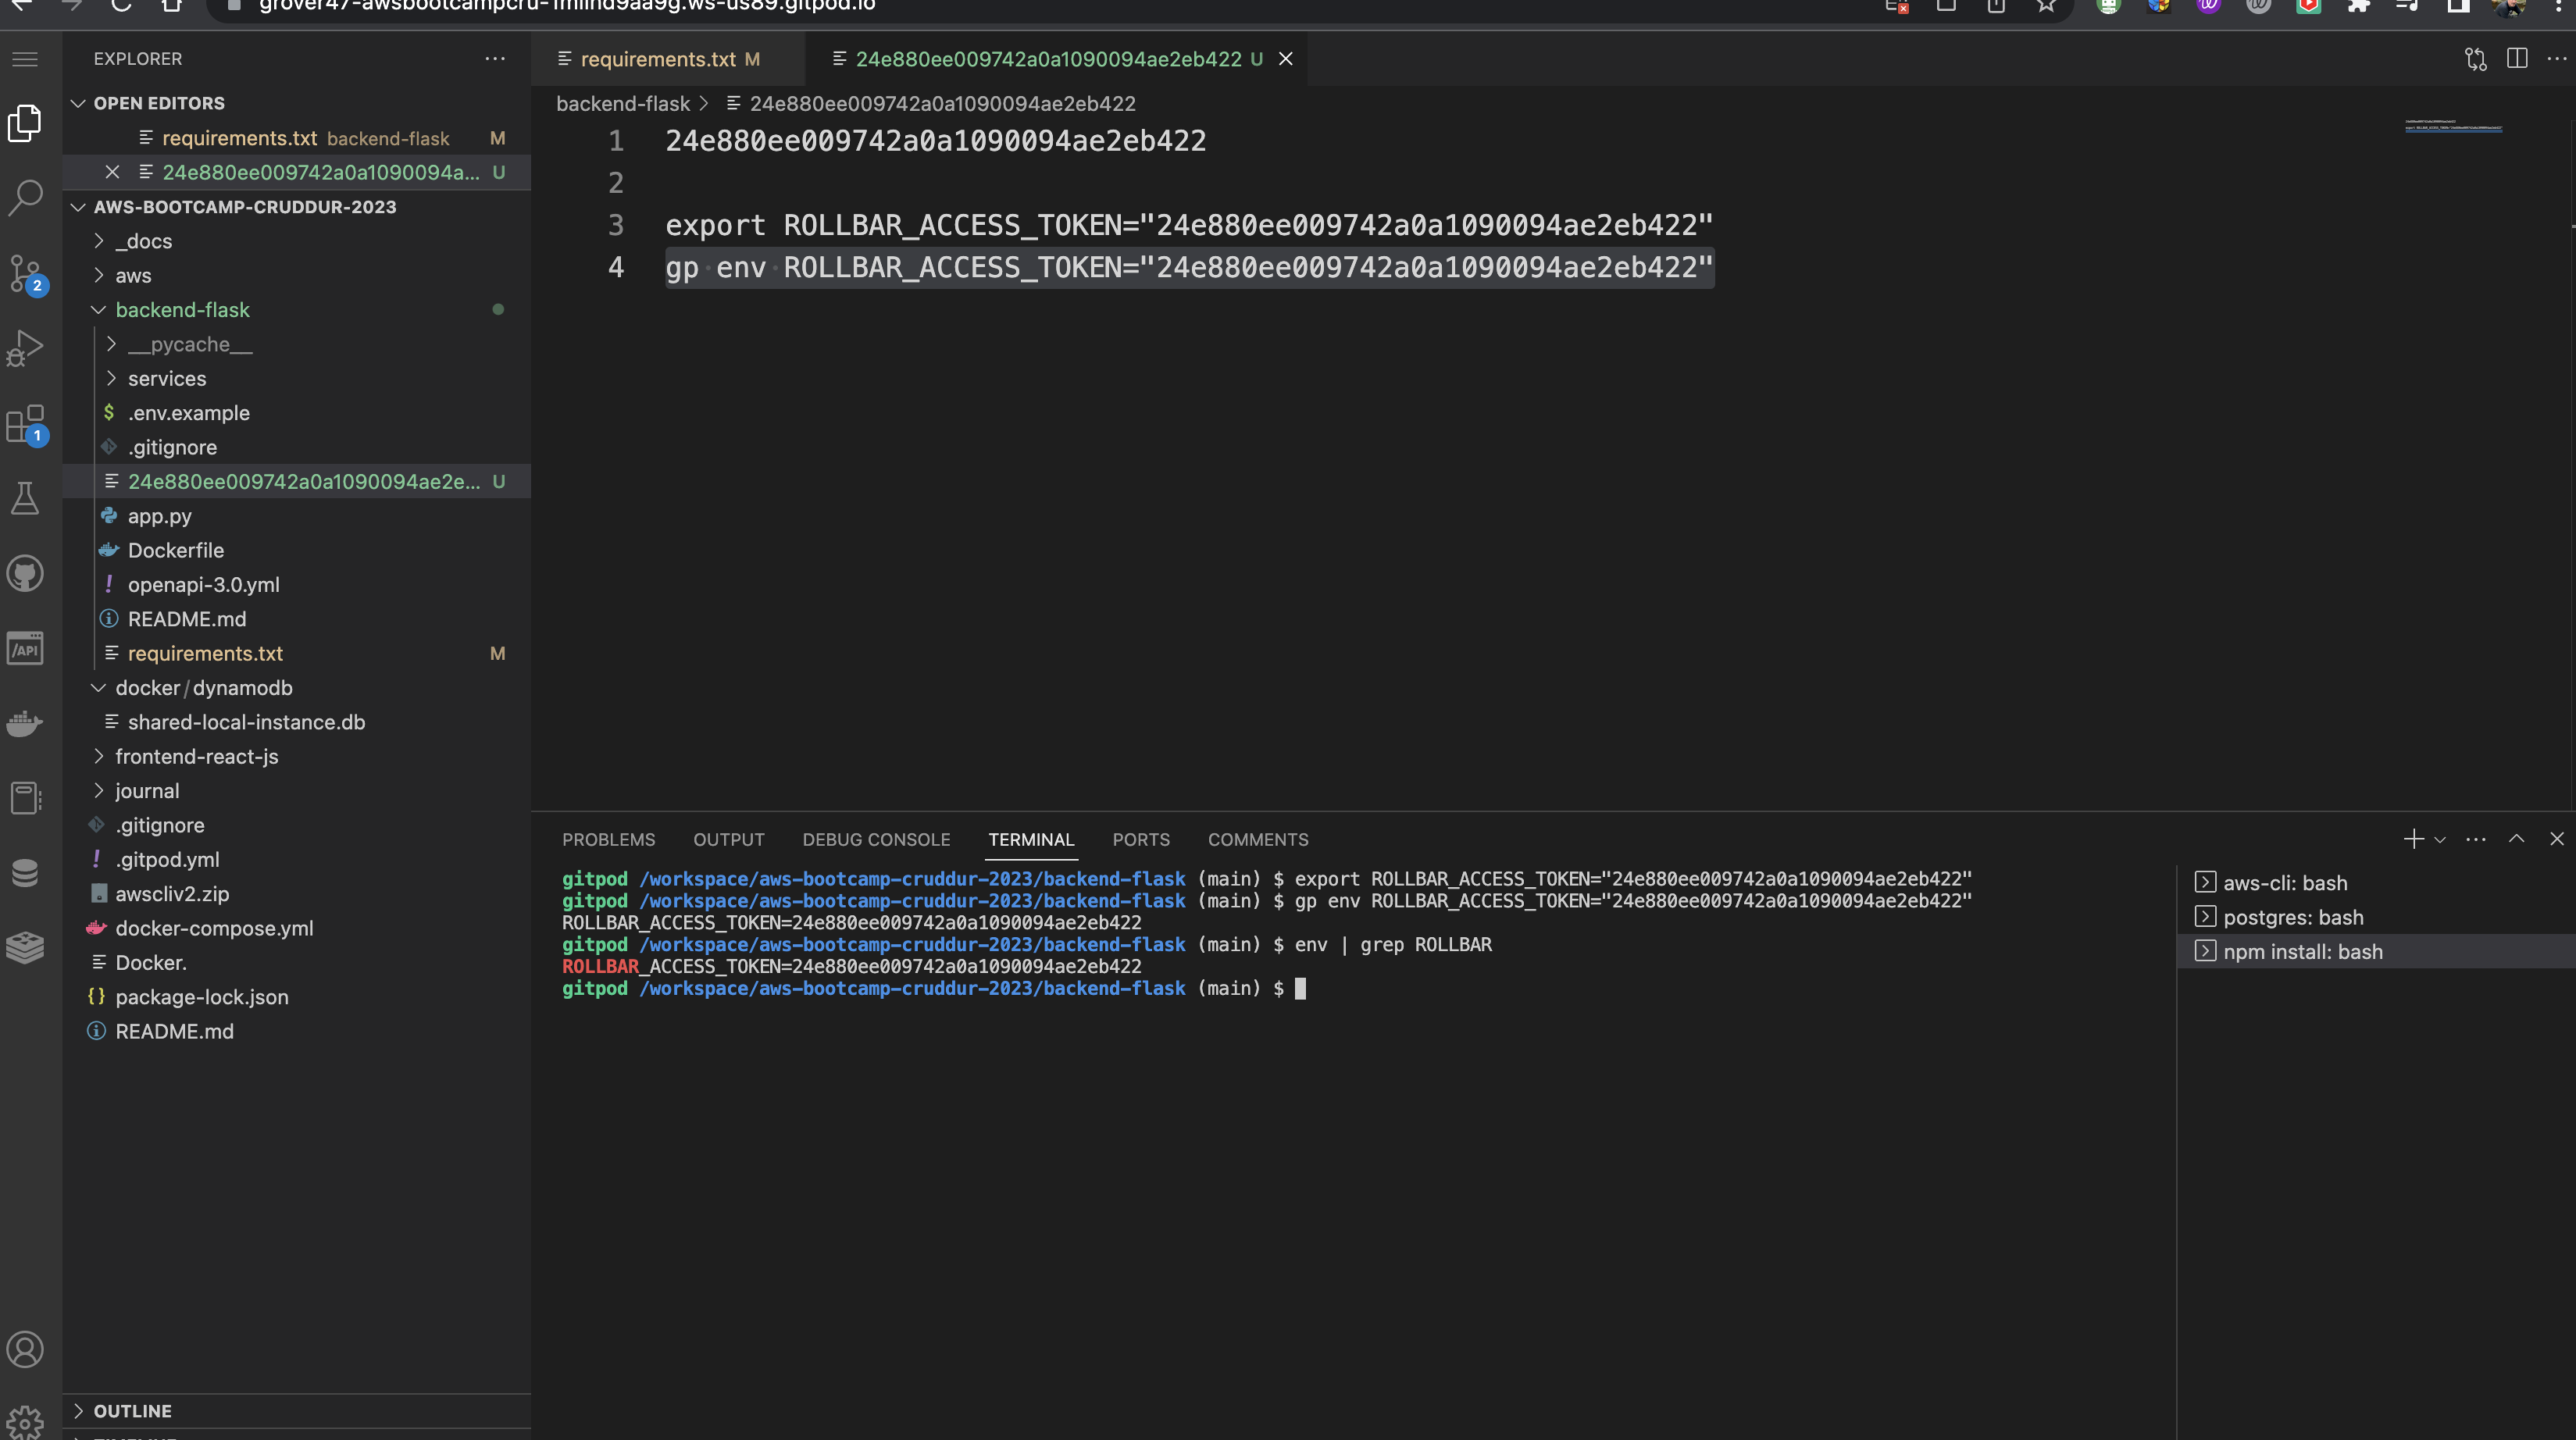 grover47-awsbootcampcru-1mlind9aa9g.ws-us89.gitpod.io
EXPLORER
requirements.txt M
24e880ee009742a0a1090094ae2eb422 U
OPEN EDITORS
requirements.txt backend-flask M
24e880ee009742a0a1090094a... U
AWS-BOOTCAMP-CRUDDUR-2023
_docs
aws
backend-flask
__pycache__
services
.env.example
.gitignore
24e880ee009742a0a1090094ae2e... U
app.py
Dockerfile
openapi-3.0.yml
README.md
requirements.txt M
docker/dynamodb
shared-local-instance.db
frontend-react-js
journal
.gitignore
.gitpod.yml
awscliv2.zip
docker-compose.yml
Docker.
package-lock.json
README.md
OUTLINE
2
1
/API
backend-flask > 24e880ee009742a0a1090094ae2eb422
1 24e880ee009742a0a1090094ae2eb422
2
3 export ROLLBAR_ACCESS_TOKEN="24e880ee009742a0a1090094ae2eb422"
4 gp env ROLLBAR_ACCESS_TOKEN="24e880ee009742a0a1090094ae2eb422"
PROBLEMS OUTPUT DEBUG CONSOLE TERMINAL PORTS COMMENTS
gitpod /workspace/aws-bootcamp-cruddur-2023/backend-flask (main) $ export ROLLBAR_ACCESS_TOKEN="24e880ee009742a0a1090094ae2eb422"
gitpod /workspace/aws-bootcamp-cruddur-2023/backend-flask (main) $ gp env ROLLBAR_ACCESS_TOKEN="24e880ee009742a0a1090094ae2eb422"
ROLLBAR_ACCESS_TOKEN=24e880ee009742a0a1090094ae2eb422
gitpod /workspace/aws-bootcamp-cruddur-2023/backend-flask (main) $ env | grep ROLLBAR
ROLLBAR_ACCESS_TOKEN=24e880ee009742a0a1090094ae2eb422
gitpod /workspace/aws-bootcamp-cruddur-2023/backend-flask (main) $
aws-cli: bash
postgres: bash
npm install: bash